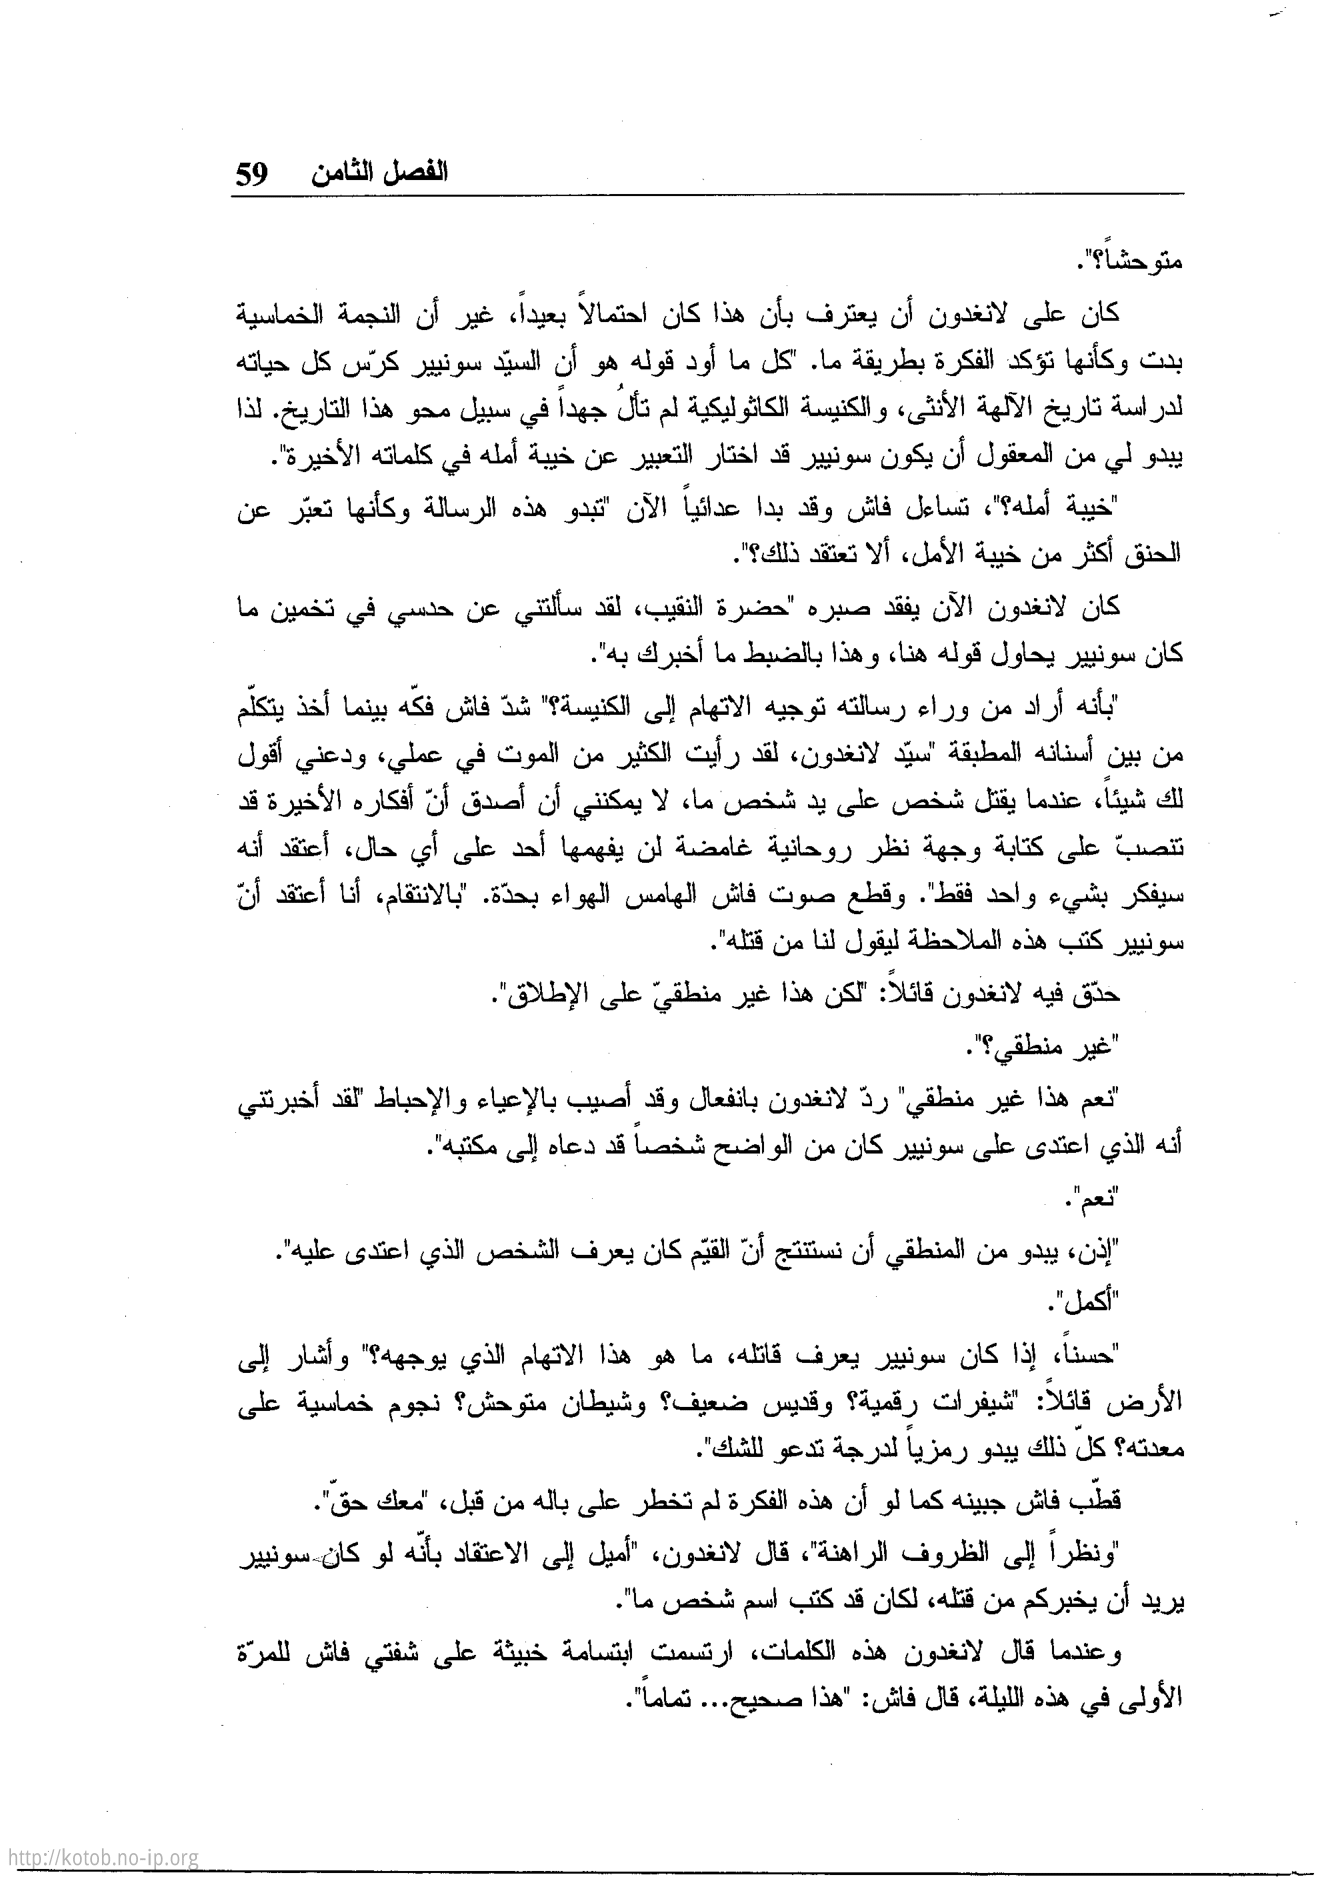 الفصل الثامن 59
متوحشاً؟".
كان على لانغدون أن يعترف بأن هذا كان احتمالاً بعيداً، غير أن النجمة الخماسية
بدت وكأنها تؤكد الفكرة بطريقة ما. "كل ما أود قوله هو أن السيّد سونيير كرّس كل حياته
لدراسة تاريخ الآلهة الأنثى، والكنيسة الكاثوليكية لم تألُ جهداً في سبيل محو هذا التاريخ. لذا
يبدو لي من المعقول أن يكون سونيير قد اختار التعبير عن خيبة أمله في كلماته الأخيرة".
"خيبة أمله؟"، تساءل فاش وقد بدا عدائياً الآن "تبدو هذه الرسالة وكأنها تعبّر عن
الحنق أكثر من خيبة الأمل، ألا تعتقد ذلك؟".
كان لانغدون الآن يفقد صبره "حضرة النقيب، لقد سألتني عن حدسي في تخمين ما
كان سونيير يحاول قوله هنا، وهذا بالضبط ما أخبرك به".
"بأنه أراد من وراء رسالته توجيه الاتهام إلى الكنيسة؟" شدّ فاش فكّه بينما أخذ يتكلّم
من بين أسنانه المطبقة "سيّد لانغدون، لقد رأيت الكثير من الموت في عملي، ودعني أقول
لك شيئاً، عندما يقتل شخص على يد شخص ما، لا يمكنني أن أصدق أنّ أفكاره الأخيرة قد
تنصبّ على كتابة وجهة نظر روحانية غامضة لن يفهمها أحد على أي حال، أعتقد أنه
سيفكر بشيء واحد فقط". وقطع صوت فاش الهامس الهواء بحدّة. "بالانتقام، أنا أعتقد أنّ
سونيير كتب هذه الملاحظة ليقول لنا من قتله".
حدّق فيه لانغدون قائلاً: "لكن هذا غير منطقيّ على الإطلاق".
"غير منطقي؟".
"نعم هذا غير منطقي" ردّ لانغدون بانفعال وقد أصيب بالإعياء والإحباط "لقد أخبرتني
أنه الذي اعتدى على سونيير كان من الواضح شخصاً قد دعاه إلى مكتبه".
"نعم".
"إذن، يبدو من المنطقي أن نستنتج أنّ القيّم كان يعرف الشخص الذي اعتدى عليه".
"أكمل".
"حسناً، إذا كان سونيير يعرف قاتله، ما هو هذا الاتهام الذي يوجهه؟" وأشار إلى
الأرض قائلاً: "شيفرات رقمية؟ وقديس ضعيف؟ وشيطان متوحش؟ نجوم خماسية على
معدته؟ كلّ ذلك يبدو رمزياً لدرجة تدعو للشك".
قطّب فاش جبينه كما لو أن هذه الفكرة لم تخطر على باله من قبل، "معك حقّ".
"ونظراً إلى الظروف الراهنة"، قال لانغدون، "أميل إلى الاعتقاد بأنّه لو كان سونيير
يريد أن يخبركم من قتله، لكان قد كتب اسم شخص ما".
وعندما قال لانغدون هذه الكلمات، ارتسمت ابتسامة خبيثة على شفتي فاش للمرّة
الأولى في هذه الليلة، قال فاش: "هذا صحيح... تماماً".
http://kotob.no-ip.org